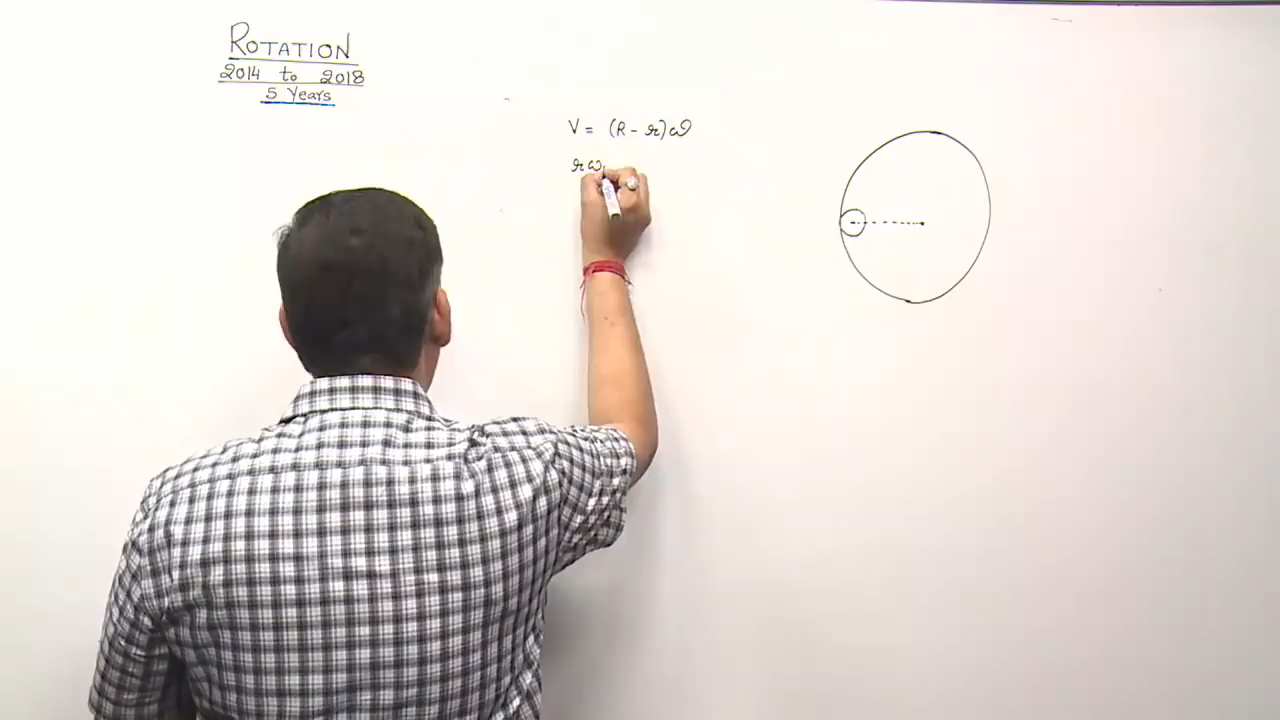 ROTATION
2014 to 2018
5 Years
V = (R - r)ω
rω